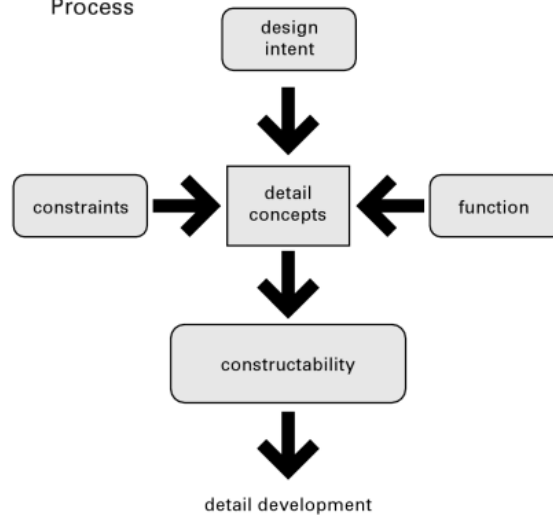 Process
design
intent
constraints
detail
concepts
function
constructability
detail development